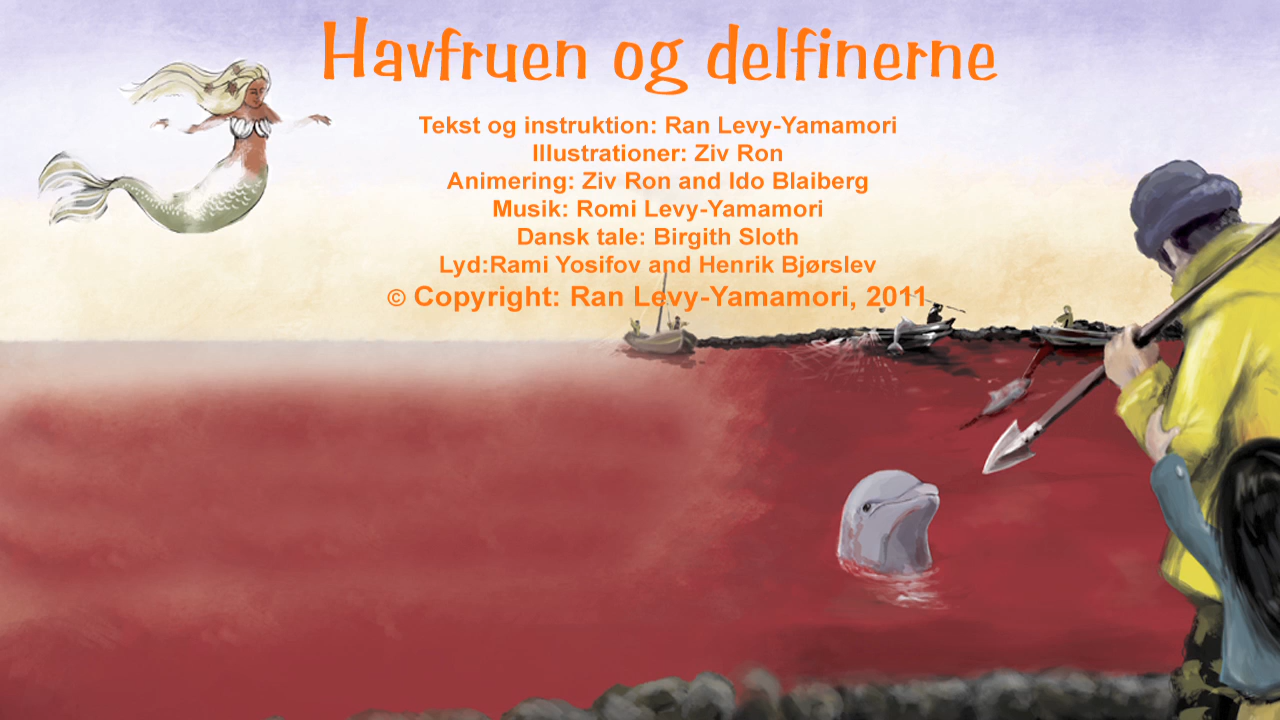 Havfruen og delfinerne
Tekst og instruktion: Ran Levy-Yamamori
Illustrationer: Ziv Ron
Animering: Ziv Ron and Ido Blaiberg
Musik: Romi Levy-Yamamori
Dansk tale: Birgith Sloth
Lyd:Rami Yosifov and Henrik Bjørslev
© Copyright: Ran Levy-Yamamori, 2011